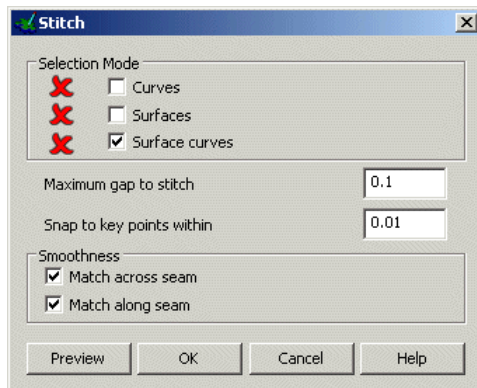 Stitch
Selection Mode
Curves
Surfaces
Surface curves
Maximum gap to stitch 0.1
Snap to key points within 0.01
Smoothness
Match across seam
Match along seam
Preview OK Cancel Help